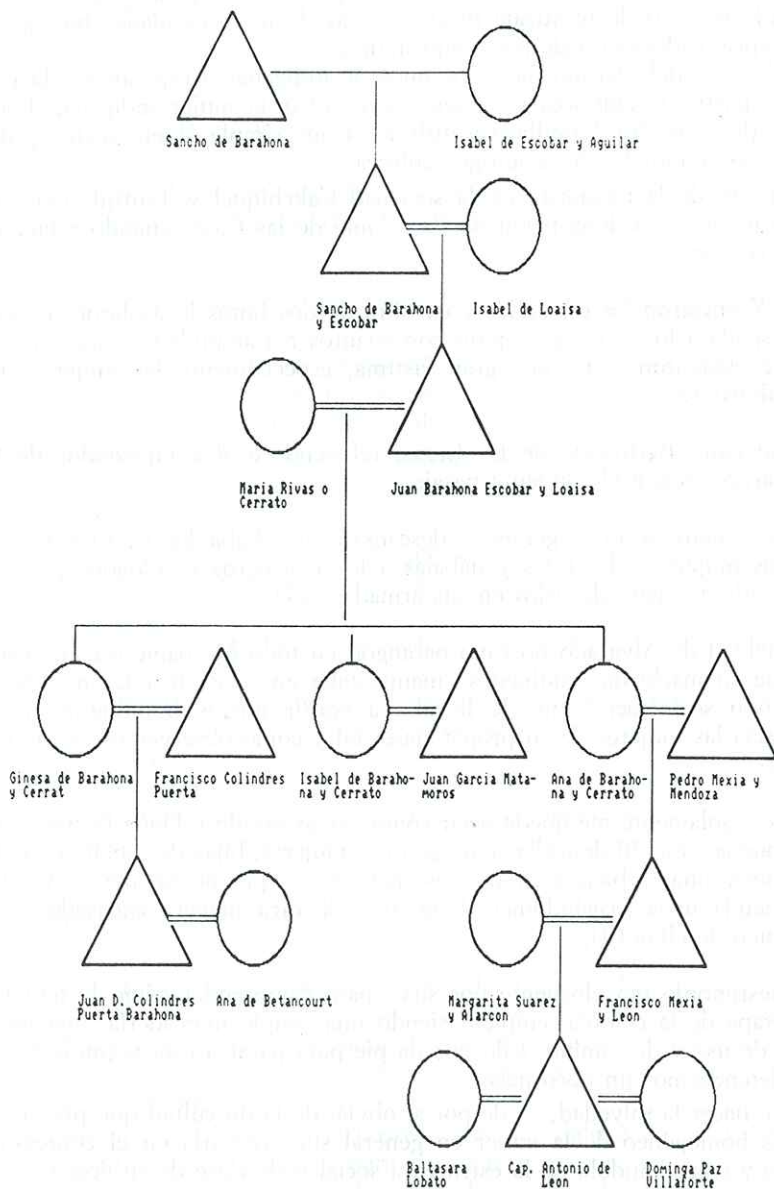 Sancho de Barahona
Isabel de Escobar y Aguilar
Sancho de Barahona
y Escobar
Isabel de Loaisa
Maria Rivas o
Cerrato
Juan Barahona Escobar y Loaisa
Ginesa de Barahona
y Cerrat
Francisco Colindres
Puerta
Isabel de Baraho-
na y Cerrato
Juan Garcia Mata-
moros
Ana de Baraho-
na y Cerrato
Pedro Mexia y
Mendoza
Juan D. Colindres
Puerta Barahona
Ana de Betancourt
Margarita Suarez
y Alarcon
Francisco Mexia
y Leon
Baltasara
Lobato
Cap. Antonio de
Leon
Dominga Paz
Villaforte